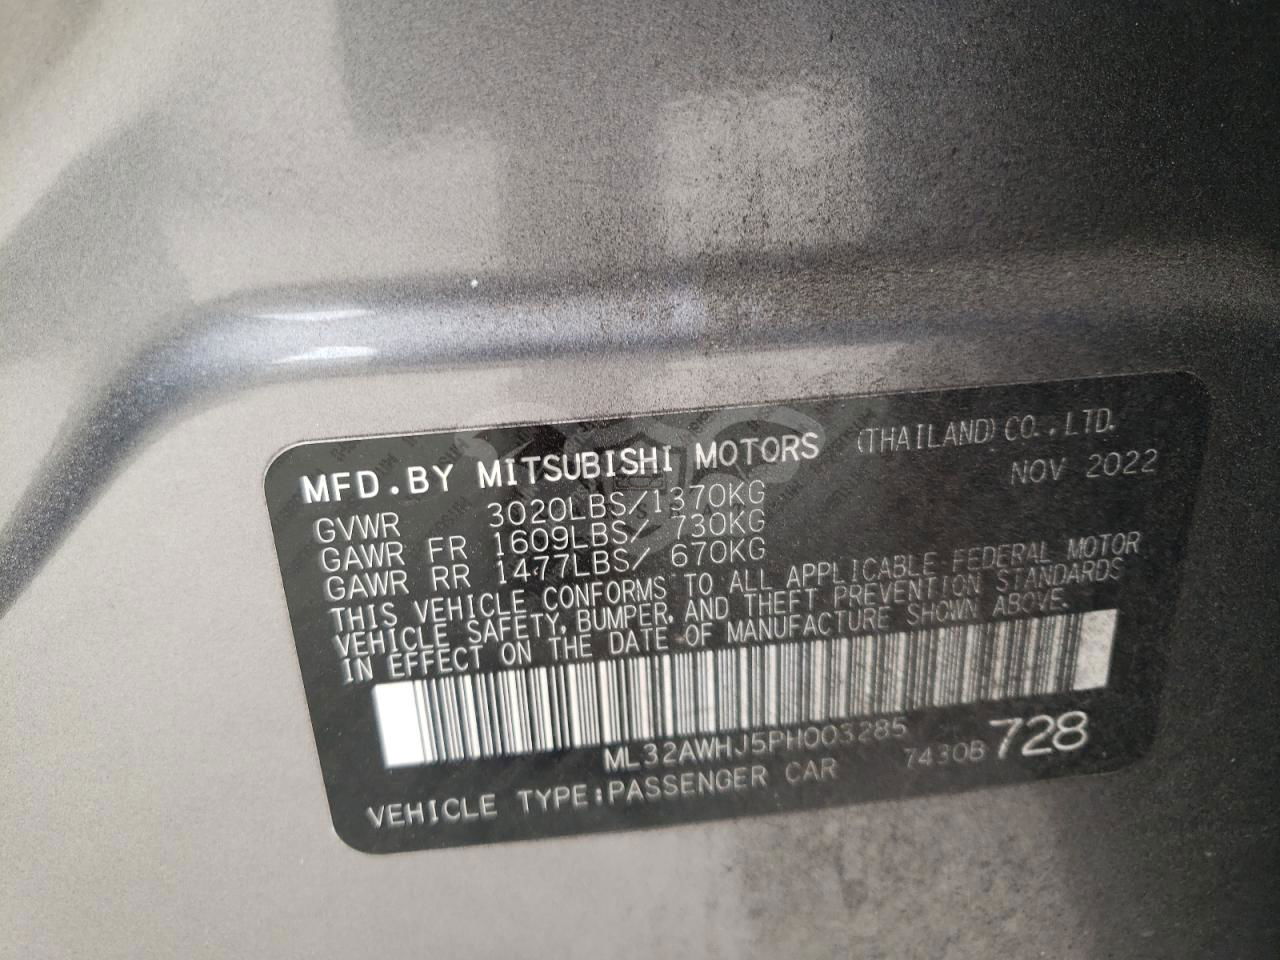 MFD.BY MITSUBISHI MOTORS (THAILAND) CO.,LTD.
NOV 2022
GVWR 3020LBS/1370KG
GAWR FR 1609LBS/ 730KG
GAWR RR 1477LBS/ 670KG
THIS VEHICLE CONFORMS TO ALL APPLICABLE FEDERAL MOTOR
VEHICLE SAFETY, BUMPER, AND THEFT PREVENTION STANDARDS
IN EFFECT ON THE DATE OF MANUFACTURE SHOWN ABOVE.
ML32AWHJ5PH003285
7430B 728
VEHICLE TYPE:PASSENGER CAR